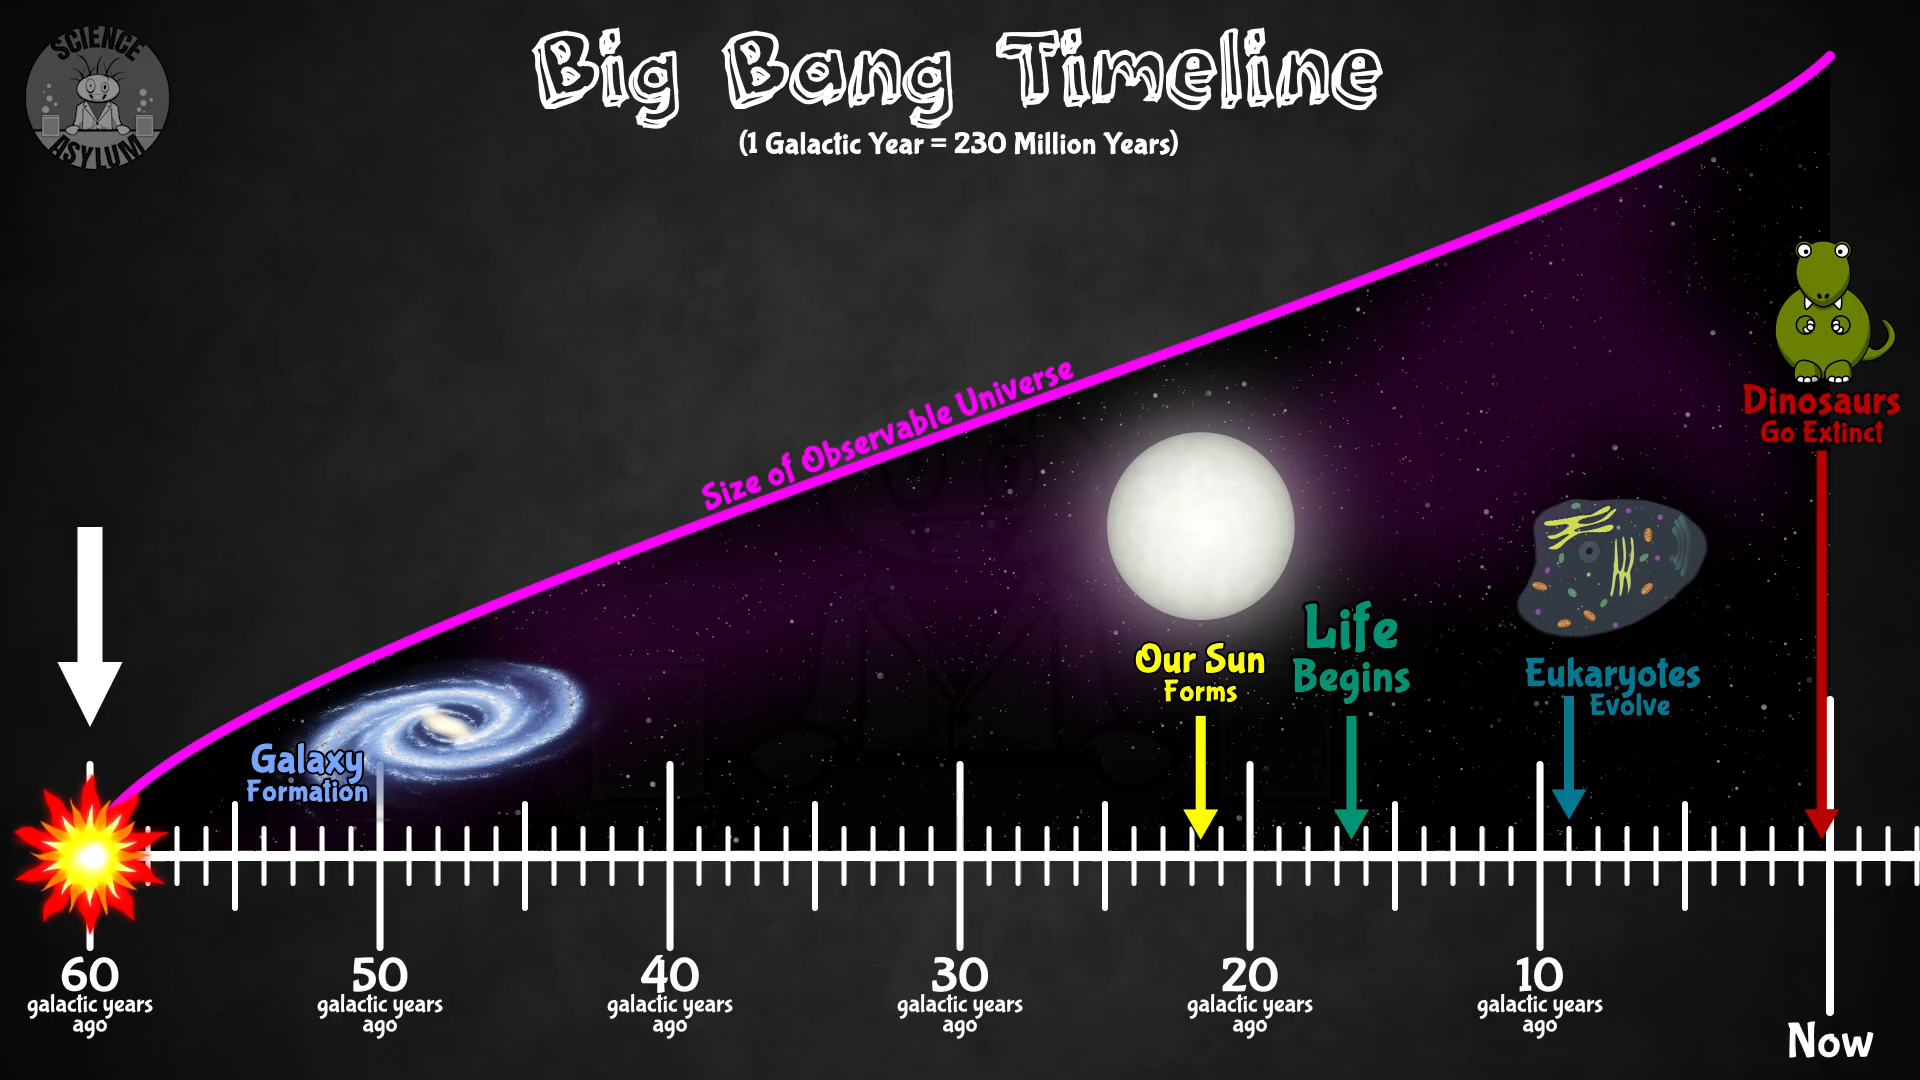 SCIENCE
ASYLUM
Big Bang Timeline
(1 Galactic Year = 230 Million Years)
Size of Observable Universe
Dinosaurs
Go Extinct
Our Sun
Forms
Life
Begins
Eukaryotes
Evolve
Galaxy
Formation
60
galactic years
ago
50
galactic years
ago
40
galactic years
ago
30
galactic years
ago
20
galactic years
ago
10
galactic years
ago
Now